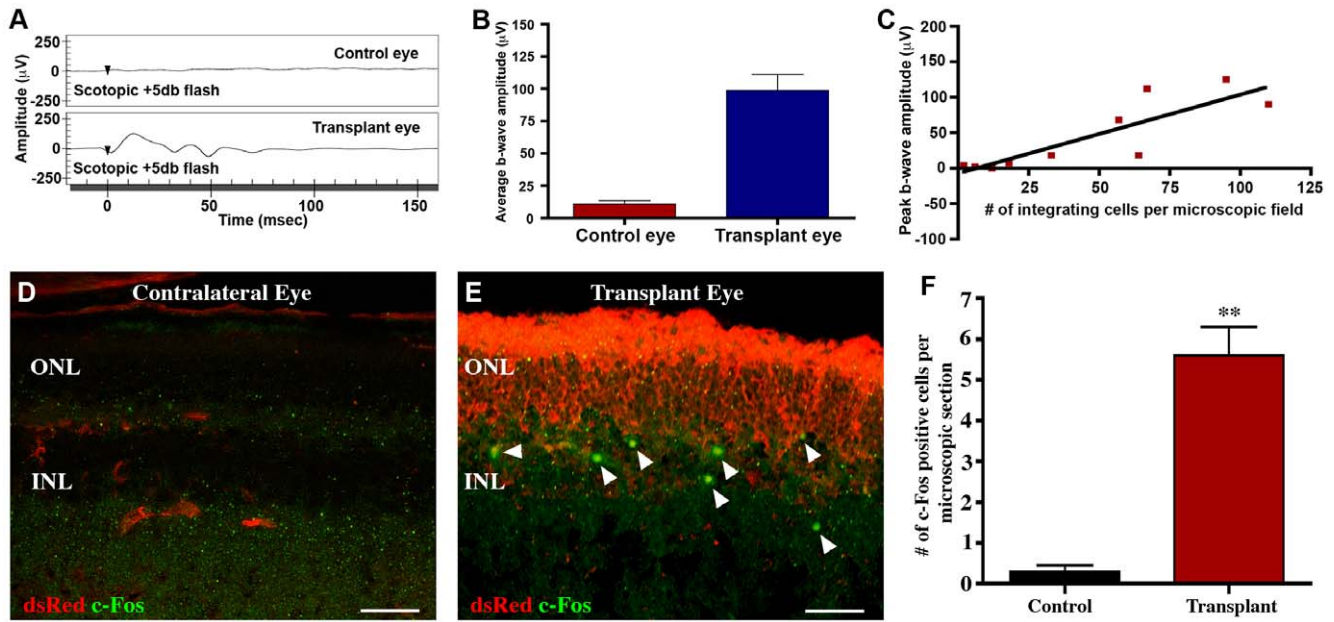 A
Amplitude (µV)
250
0
-250
Control eye
Scotopic +5db flash
250
0
-250
Transplant eye
Scotopic +5db flash
0
50
100
150
Time (msec)
B
Average b-wave amplitude (µV)
150
125
100
75
50
25
0
Control eye
Transplant eye
C
Peak b-wave amplitude (µV)
200
150
100
50
0
-50
-100
25
50
75
100
125
# of integrating cells per microscopic field
D
Contralateral Eye
ONL
INL
dsRed c-Fos
E
Transplant Eye
ONL
INL
dsRed c-Fos
F
# of c-Fos positive cells per
microscopic section
7
6
5
4
3
2
1
0
**
Control
Transplant